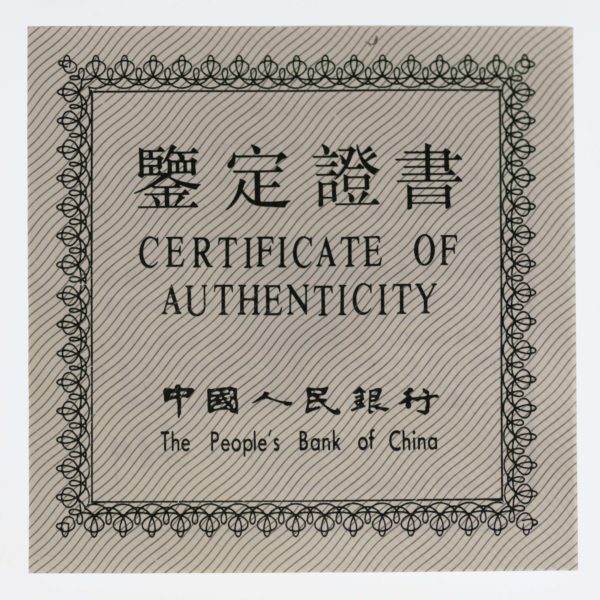 鑒定證書
CERTIFICATE OF
AUTHENTICITY
中國人民銀行
The People's Bank of China